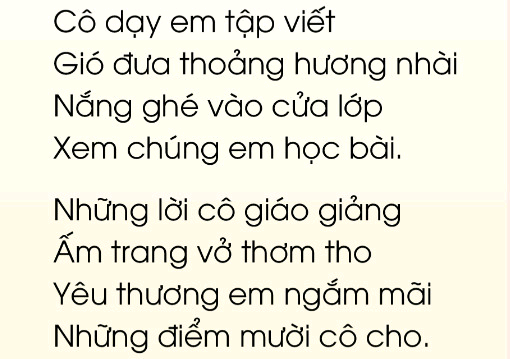 Cô dạy em tập viết
Gió đưa thoảng hương nhài
Nắng ghé vào cửa lớp
Xem chúng em học bài.
Những lời cô giáo giảng
Ấm trang vở thơm tho
Yêu thương em ngắm mãi
Những điểm mười cô cho.